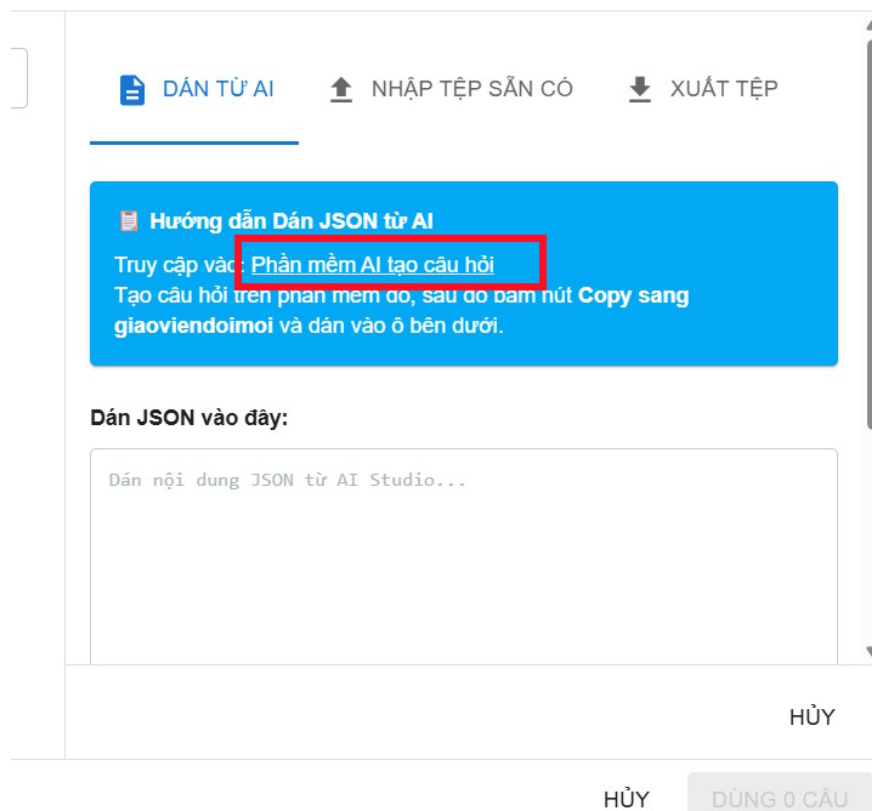 DÁN TỪ AI
NHẬP TỆP SẴN CÓ
XUẤT TỆP
Hướng dẫn Dán JSON từ AI
Truy cập vào: Phần mềm AI tạo câu hỏi
Tạo câu hỏi trên phần mềm đó, sau đó bấm nút Copy sang
giaoviendoimoi và dán vào ô bên dưới.
Dán JSON vào đây:
Dán nội dung JSON từ AI Studio...
HỦY
HỦY
DÙNG 0 CÂU